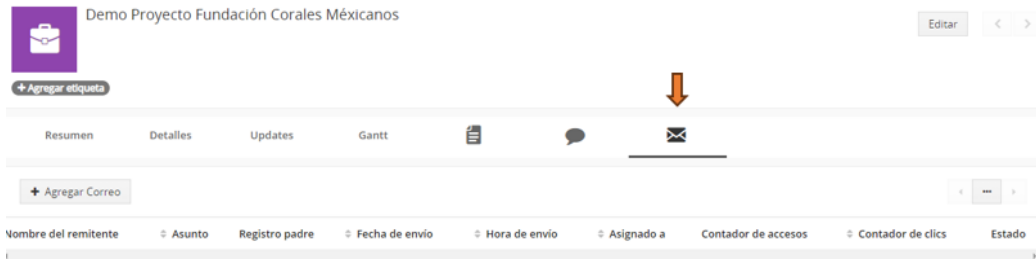 Demo Proyecto Fundación Corales Méxicanos
Editar
+ Agregar etiqueta
Resumen Detalles Updates Gantt
+ Agregar Correo
Nombre del remitente Asunto Registro padre Fecha de envío Hora de envío Asignado a Contador de accesos Contador de clics Estado